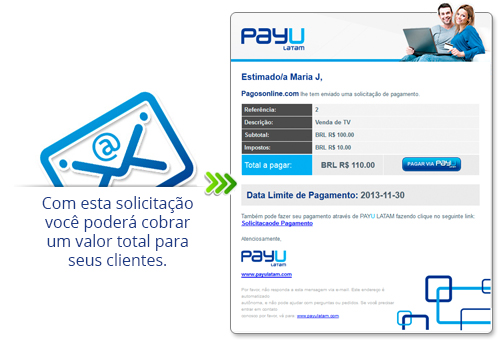 Com esta solicitação
você poderá cobrar
um valor total para
seus clientes.
PAYU
LATAM
Estimado/a Maria J,
Pagosonline.com lhe tem enviado uma solicitação de pagamento.
Referência: 2
Descrição: Venda de TV
Subtotal: BRL R$ 100.00
Impostos: BRL R$ 10.00
Total a pagar: BRL R$ 110.00 PAGAR VIA PAYU
Data Limite de Pagamento: 2013-11-30
Também pode fazer seu pagamento através de PAYU LATAM fazendo clique no seguinte link:
Solicitacaode Pagamento
Atenciosamente,
PAYU
LATAM
www.payulatam.com
Por favor, não responda a esta mensagem via e-mail. Este endereço é
automatizado
autônoma, e não pode ajudar com perguntas ou pedidos. Se você precisar
entrar em contato
conosco por favor, vá para: www.payulatam.com